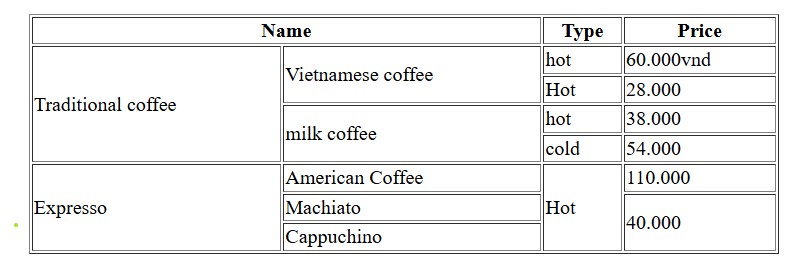 Name Type Price
Traditional coffee Vietnamese coffee hot 60.000vnd
Hot 28.000
milk coffee hot 38.000
cold 54.000
Expresso American Coffee Hot 110.000
Machiato 40.000
Cappuchino